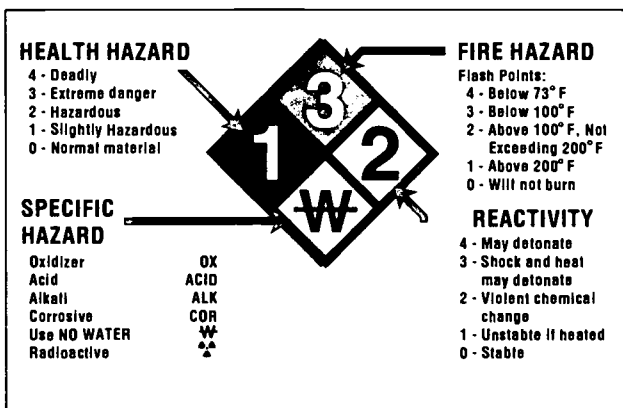 HEALTH HAZARD
4 - Deadly
3 - Extreme danger
2 - Hazardous
1 - Slightly Hazardous
0 - Normal material
SPECIFIC
HAZARD
Oxidizer OX
Acid ACID
Alkali ALK
Corrosive COR
Use NO WATER W
Radioactive
3
1
2
W
FIRE HAZARD
Flash Points:
4 - Below 73°F
3 - Below 100°F
2 - Above 100°F, Not
Exceeding 200°F
1 - Above 200°F
0 - Will not burn
REACTIVITY
4 - May detonate
3 - Shock and heat
may detonate
2 - Violent chemical
change
1 - Unstable if heated
0 - Stable